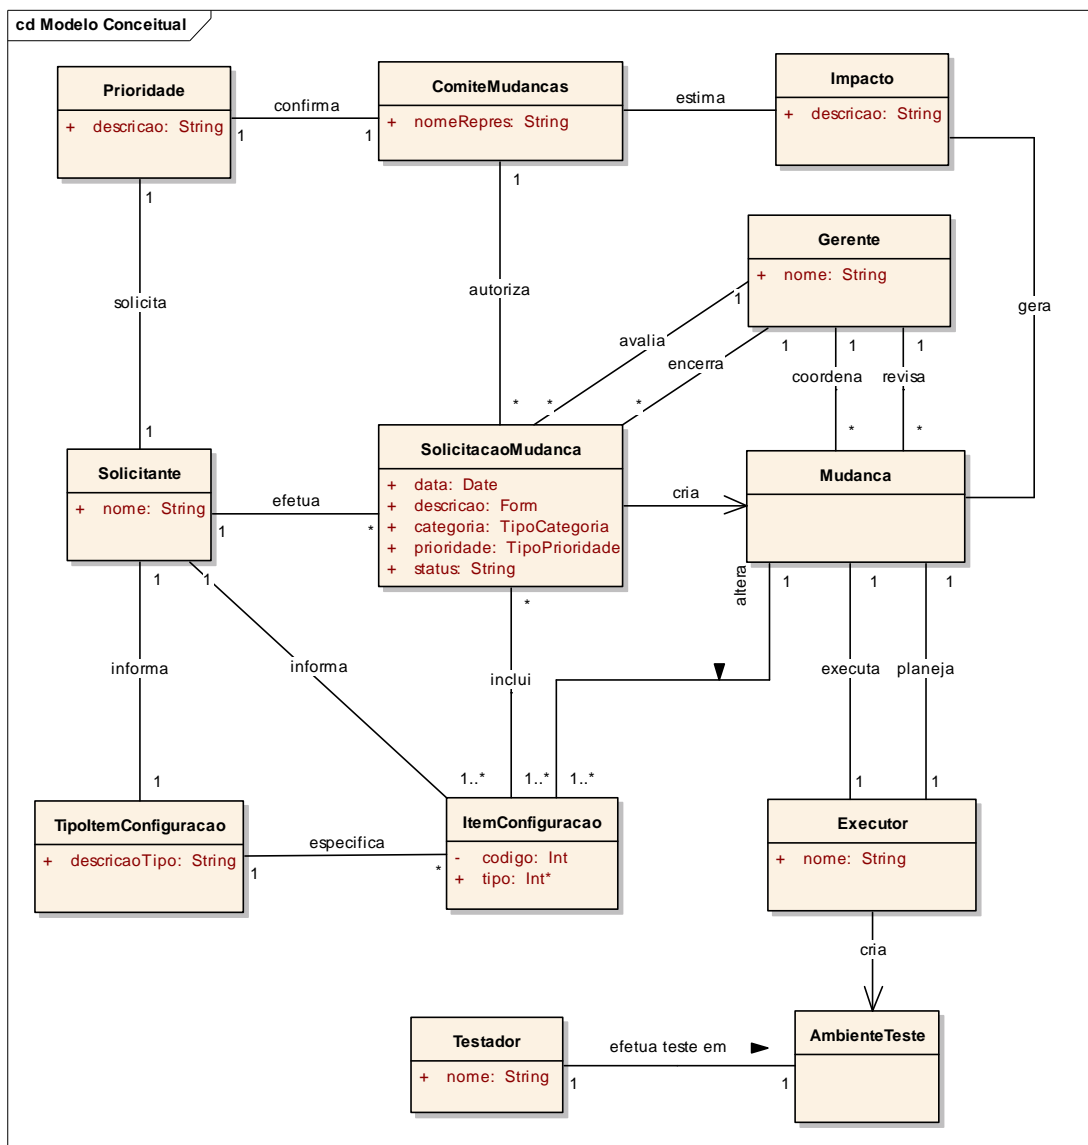 cd Modelo Conceitual
Prioridade
+ descricao: String
confirma
1
1
ComiteMudancas
+ nomeRepres: String
estima
Impacto
+ descricao: String
1
1
solicita
autoriza
Gerente
+ nome: String
gera
avalia
1
encerra
1
1
1
coordena
revisa
*
*
*
*
*
1
Solicitante
+ nome: String
efetua
1
*
SolicitacaoMudanca
+ data: Date
+ descricao: Form
+ categoria: TipoCategoria
+ prioridade: TipoPrioridade
+ status: String
cria
Mudanca
1
1
*
altera
1
1
1
informa
informa
inclui
executa
planeja
1
1..*
1..*
1..*
1
1
TipoItemConfiguracao
+ descricaoTipo: String
especifica
1
*
ItemConfiguracao
- codigo: Int
+ tipo: Int*
Executor
+ nome: String
cria
Testador
+ nome: String
efetua teste em
1
1
AmbienteTeste